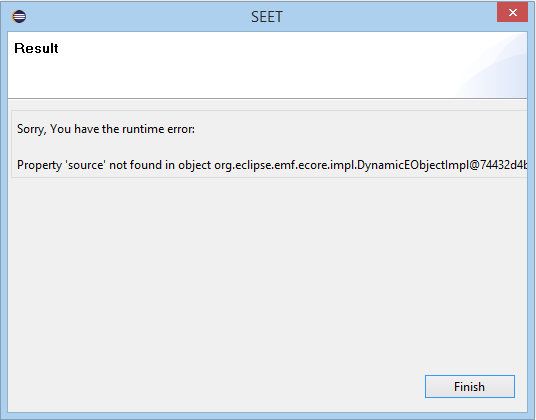 SEET
Result
Sorry, You have the runtime error:
Property 'source' not found in object org.eclipse.emf.ecore.impl.DynamicEObjectImpl@74432d4b
Finish